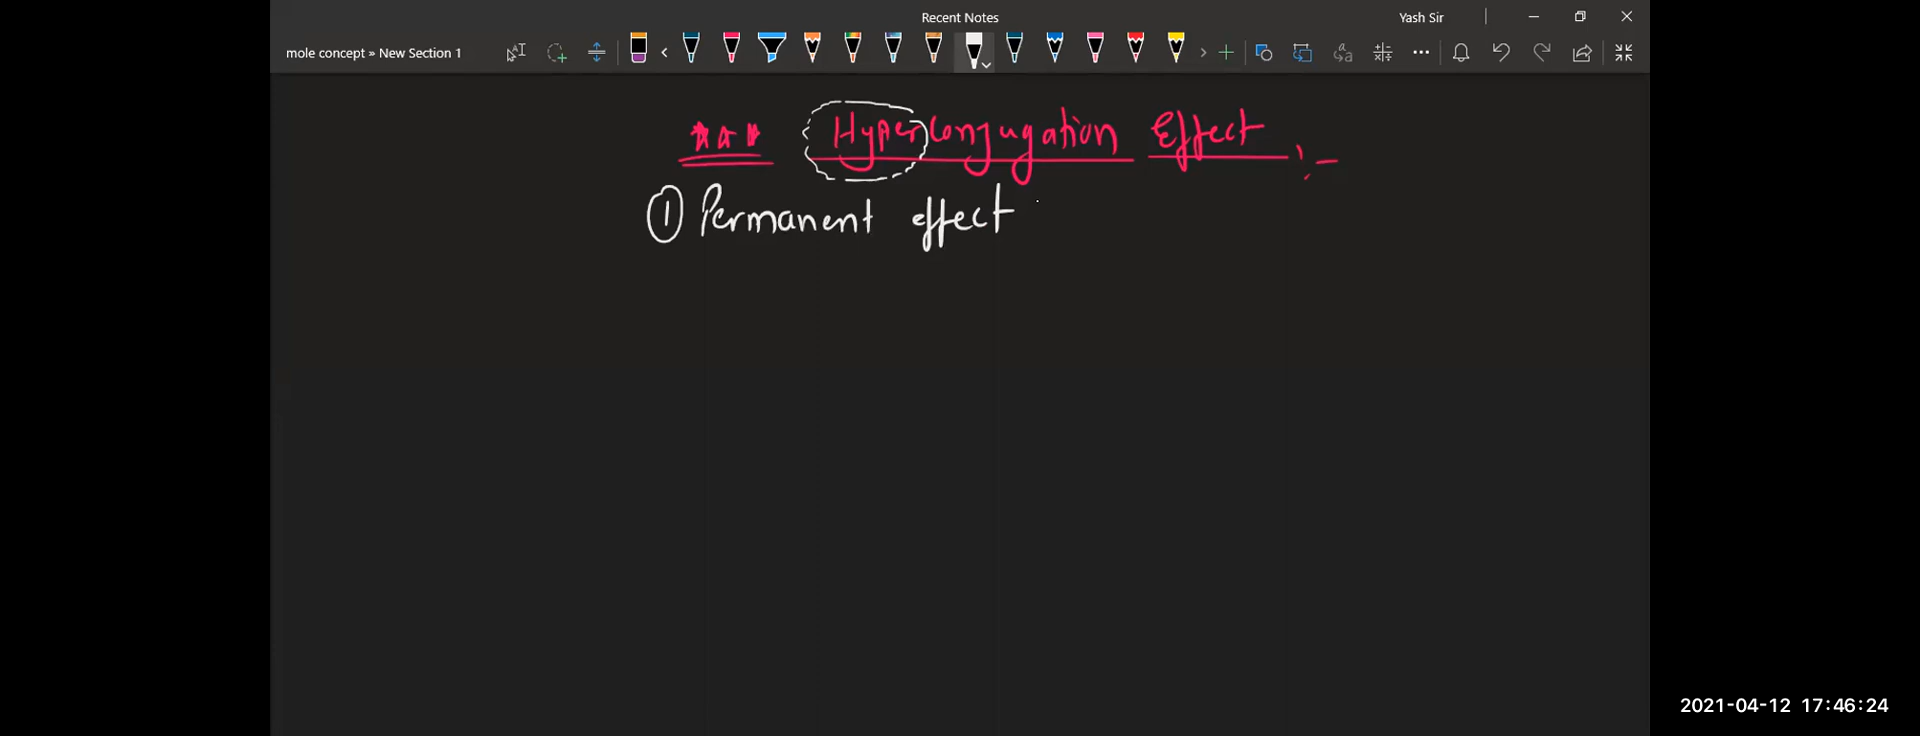 Recent Notes
Yash Sir
mole concept » New Section 1
*** Hyperconjugation Effect :-
① Permanent effect
2021-04-12 17:46:24